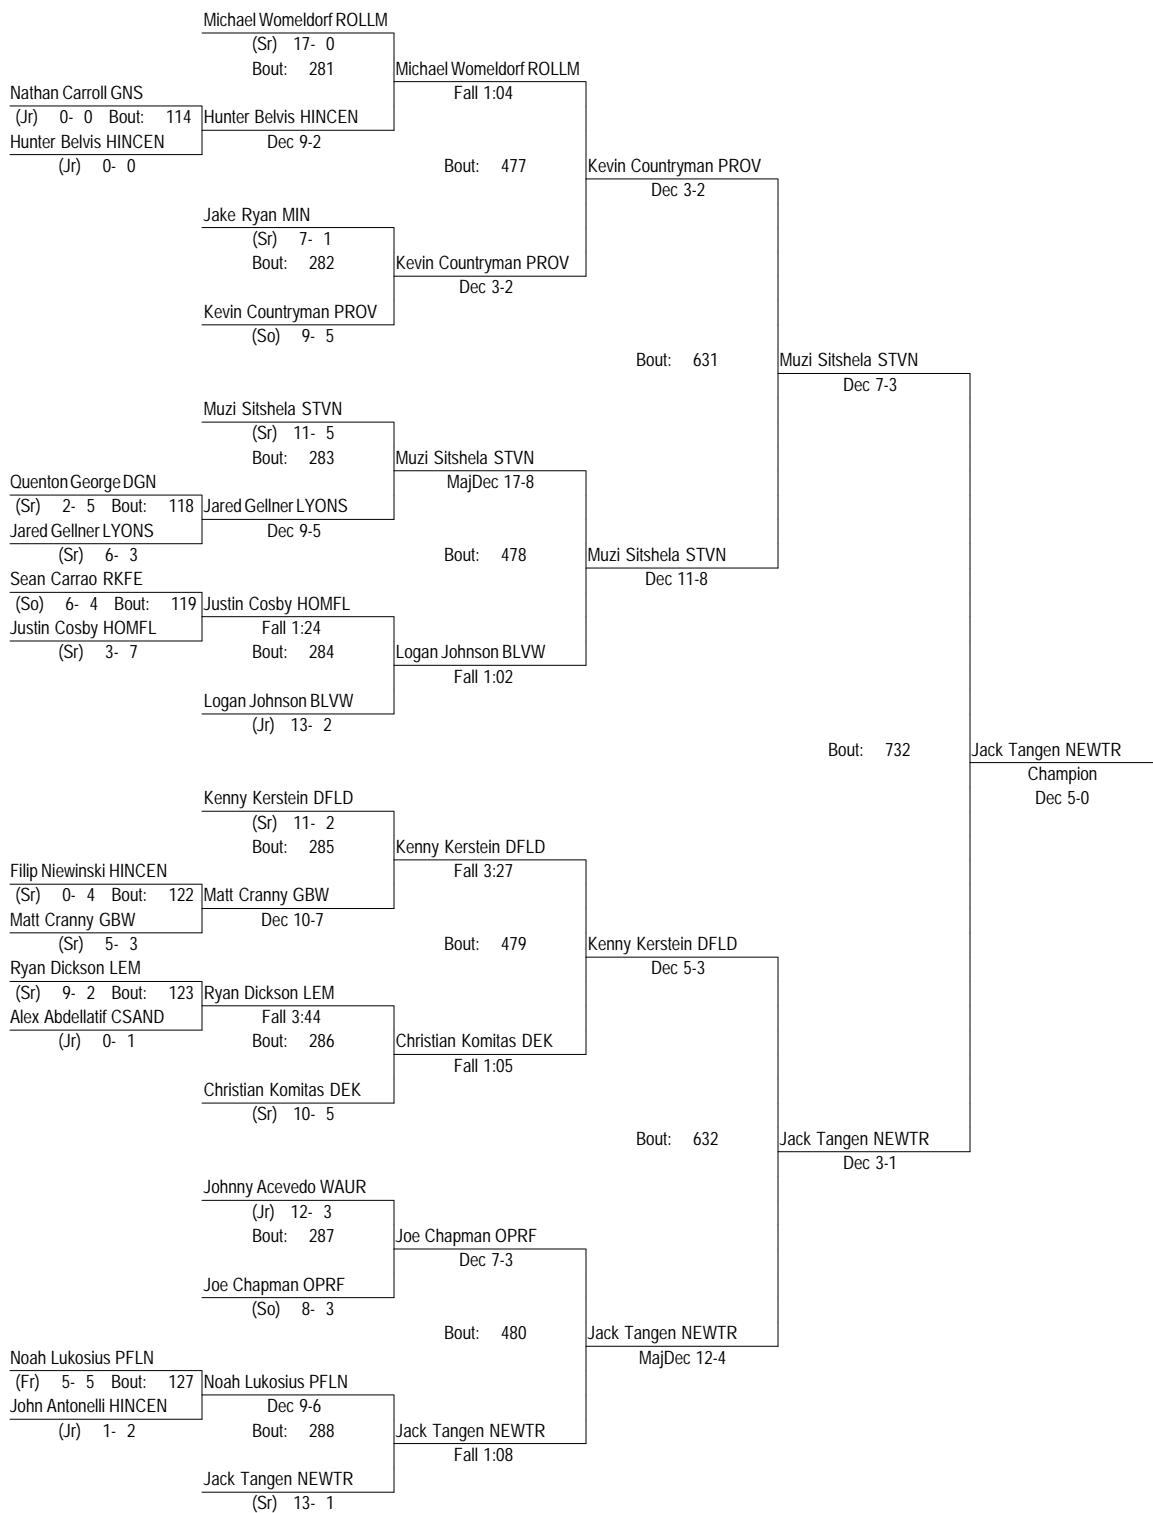 Michael Womeldorf ROLLM
(Sr) 17- 0
Bout: 281
Michael Womeldorf ROLLM
Fall 1:04
Nathan Carroll GNS
(Jr) 0- 0 Bout: 114
Hunter Belvis HINCEN
Hunter Belvis HINCEN
Dec 9-2
(Jr) 0- 0
Bout: 477
Kevin Countryman PROV
Dec 3-2
Jake Ryan MIN
(Sr) 7- 1
Bout: 282
Kevin Countryman PROV
Dec 3-2
Kevin Countryman PROV
(So) 9- 5
Bout: 631
Muzi Sitshela STVN
Dec 7-3
Muzi Sitshela STVN
(Sr) 11- 5
Bout: 283
Muzi Sitshela STVN
MajDec 17-8
Quenton George DGN
(Sr) 2- 5 Bout: 118
Jared Gellner LYONS
Jared Gellner LYONS
Dec 9-5
(Sr) 6- 3
Bout: 478
Muzi Sitshela STVN
Dec 11-8
Sean Carrao RKFE
(So) 6- 4 Bout: 119
Justin Cosby HOMFL
Justin Cosby HOMFL
Fall 1:24
(Sr) 3- 7
Bout: 284
Logan Johnson BLVW
Fall 1:02
Logan Johnson BLVW
(Jr) 13- 2
Bout: 732
Jack Tangen NEWTR
Champion
Dec 5-0
Kenny Kerstein DFLD
(Sr) 11- 2
Bout: 285
Kenny Kerstein DFLD
Fall 3:27
Filip Niewinski HINCEN
(Sr) 0- 4 Bout: 122
Matt Cranny GBW
Matt Cranny GBW
Dec 10-7
(Sr) 5- 3
Bout: 479
Kenny Kerstein DFLD
Dec 5-3
Ryan Dickson LEM
(Sr) 9- 2 Bout: 123
Ryan Dickson LEM
Alex Abdellatif CSAND
Fall 3:44
(Jr) 0- 1
Bout: 286
Christian Komitas DEK
Fall 1:05
Christian Komitas DEK
(Sr) 10- 5
Bout: 632
Jack Tangen NEWTR
Dec 3-1
Johnny Acevedo WAUR
(Jr) 12- 3
Bout: 287
Joe Chapman OPRF
Dec 7-3
Joe Chapman OPRF
(So) 8- 3
Bout: 480
Jack Tangen NEWTR
MajDec 12-4
Noah Lukosius PFLN
(Fr) 5- 5 Bout: 127
Noah Lukosius PFLN
John Antonelli HINCEN
Dec 9-6
(Jr) 1- 2
Bout: 288
Jack Tangen NEWTR
Fall 1:08
Jack Tangen NEWTR
(Sr) 13- 1